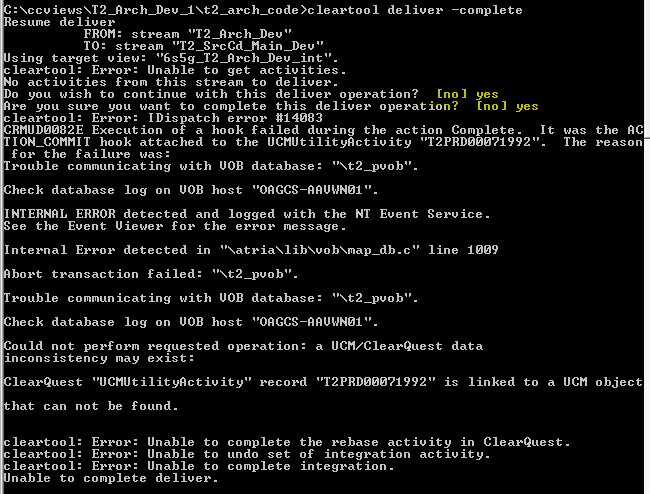 C:\ccviews\T2_Arch_Dev_1\t2_arch_code>cleartool deliver -complete
Resume deliver
FROM: stream "T2_Arch_Dev"
TO: stream "T2_SrcCd_Main_Dev"
Using target view: "6s5g_T2_Arch_Dev_int".
cleartool: Error: Unable to get activities.
No activities from this stream to deliver.
Do you wish to continue with this deliver operation? [no] yes
Are you sure you want to complete this deliver operation? [no] yes
cleartool: Error: IDispatch error #14083
CRMUD0082E Execution of a hook failed during the action Complete. It was the AC
TION_COMMIT hook attached to the UCMUtilityActivity "T2PRD00071992". The reason
for the failure was:
Trouble communicating with VOB database: "\t2_pvob".
Check database log on VOB host "OAGCS-AAVWN01".
INTERNAL ERROR detected and logged with the NT Event Service.
See the Event Viewer for the error message.
Internal Error detected in "\atria\lib\vob\map_db.c" line 1009
Abort transaction failed: "\t2_pvob".
Trouble communicating with VOB database: "\t2_pvob".
Check database log on VOB host "OAGCS-AAVWN01".
Could not perform requested operation: a UCM/ClearQuest data
inconsistency may exist:
ClearQuest "UCMUtilityActivity" record "T2PRD00071992" is linked to a UCM object
that can not be found.
cleartool: Error: Unable to complete the rebase activity in ClearQuest.
cleartool: Error: Unable to undo set of integration activity.
cleartool: Error: Unable to complete integration.
Unable to complete deliver.